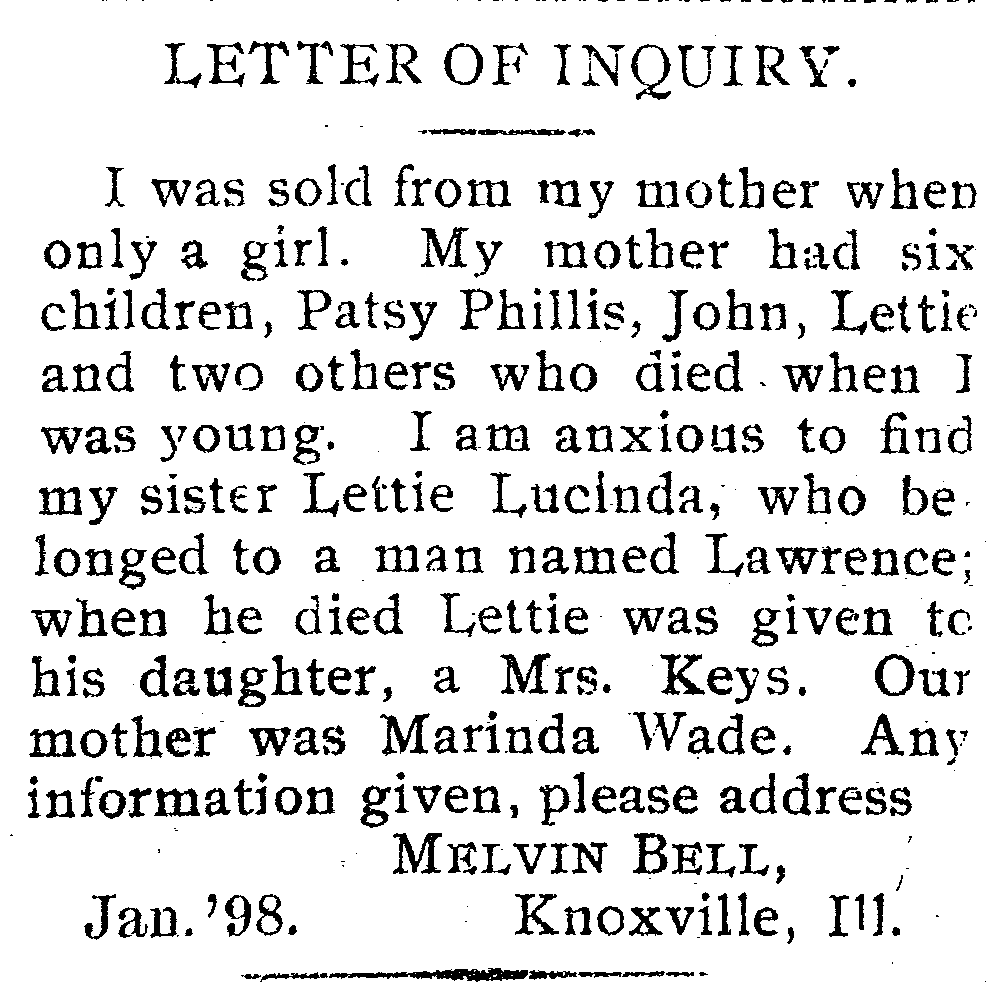 LETTER OF INQUIRY.
I was sold from my mother when
only a girl. My mother had six
children, Patsy Phillis, John, Lettie
and two others who died when I
was young. I am anxious to find
my sister Lettie Lucinda, who be-
longed to a man named Lawrence;
when he died Lettie was given to
his daughter, a Mrs. Keys. Our
mother was Marinda Wade. Any
information given, please address
MELVIN BELL,
Jan. '98. Knoxville, Ill.